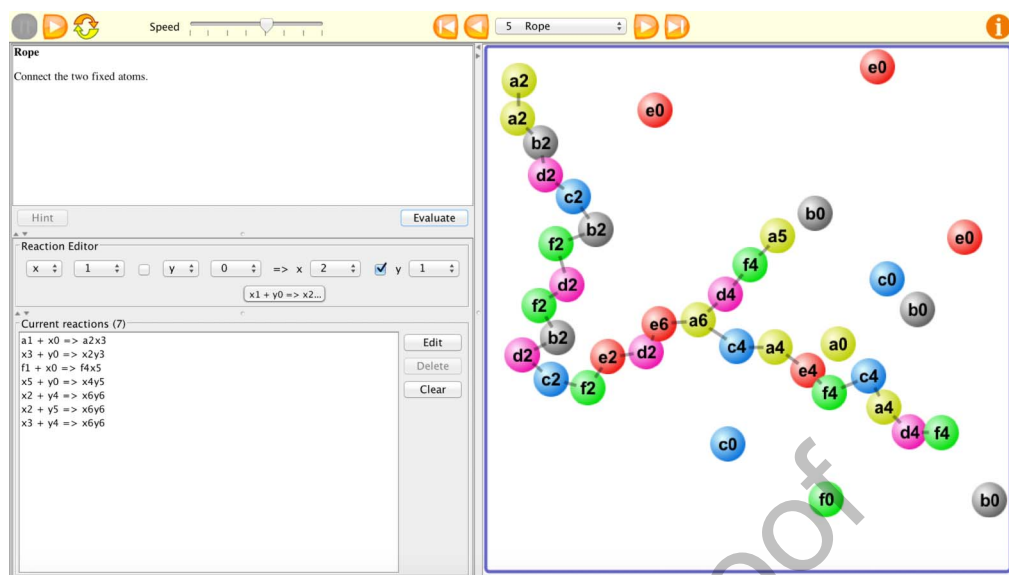 Speed
5 Rope
i
Rope
Connect the two fixed atoms.
Hint
Evaluate
Reaction Editor
x 1 y 0 => x 2 y 1
x1 + y0 => x2...
Current reactions (7)
a1 + x0 => a2x3
x3 + y0 => x2y3
f1 + x0 => f4x5
x5 + y0 => x4y5
x2 + y4 => x6y6
x2 + y5 => x6y6
x3 + y4 => x6y6
Edit
Delete
Clear
a2
e0
a2
e0
b2
d2
c2
b2
b0
f2
a5
e0
f4
d2
c0
d4
f2
b0
e6
a6
b2
a0
d2
e2
d2
c4
a4
c2
f2
e4
c4
f4
a4
d4
f4
c0
f0
b0
oof